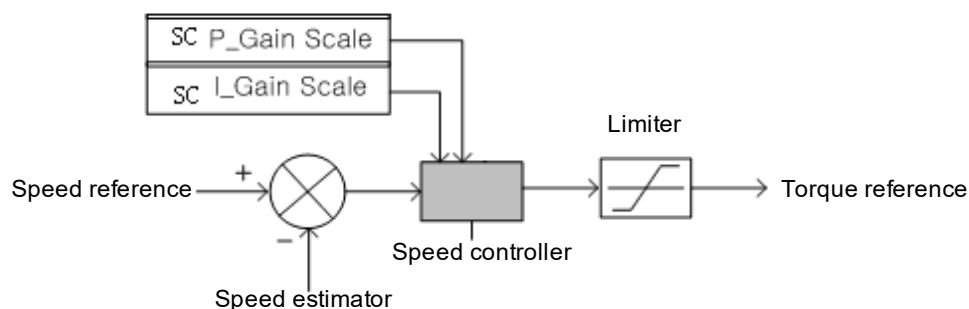 SC P_Gain Scale
SC I_Gain Scale
Limiter
+
Speed reference
Torque reference
−
Speed controller
Speed estimator